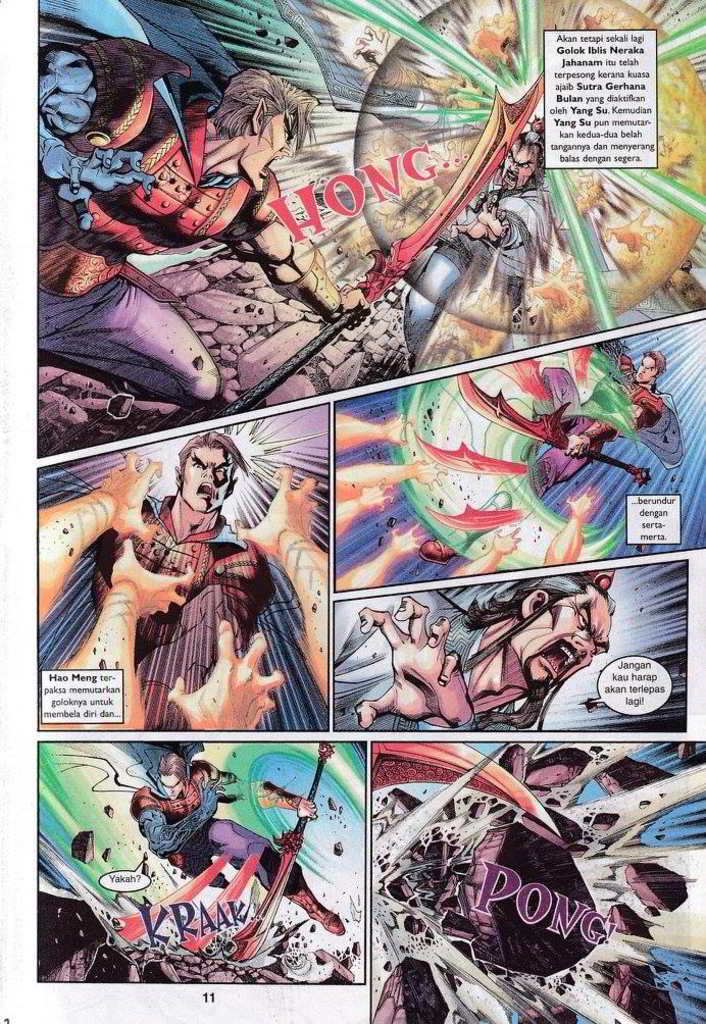 Akan tetapi sekali lagi
Golok Iblis Neraka
Jahanam itu telah
terpesong kerana kuasa
ajaib Sutra Gerhana
Bulan yang diaktifkan
oleh Yang Su. Kemudian
Yang Su pun memutar-
kan kedua-dua belah
tangannya dan menyerang
balas dengan segera.
HONG...
Hao Meng ter-
paksa memutarkan
goloknya untuk
membela diri dan...
...berundur
dengan
serta-
merta.
Jangan
kau harap
akan terlepas
lagi!
Yakah?
KRAAK!
PONG!
11